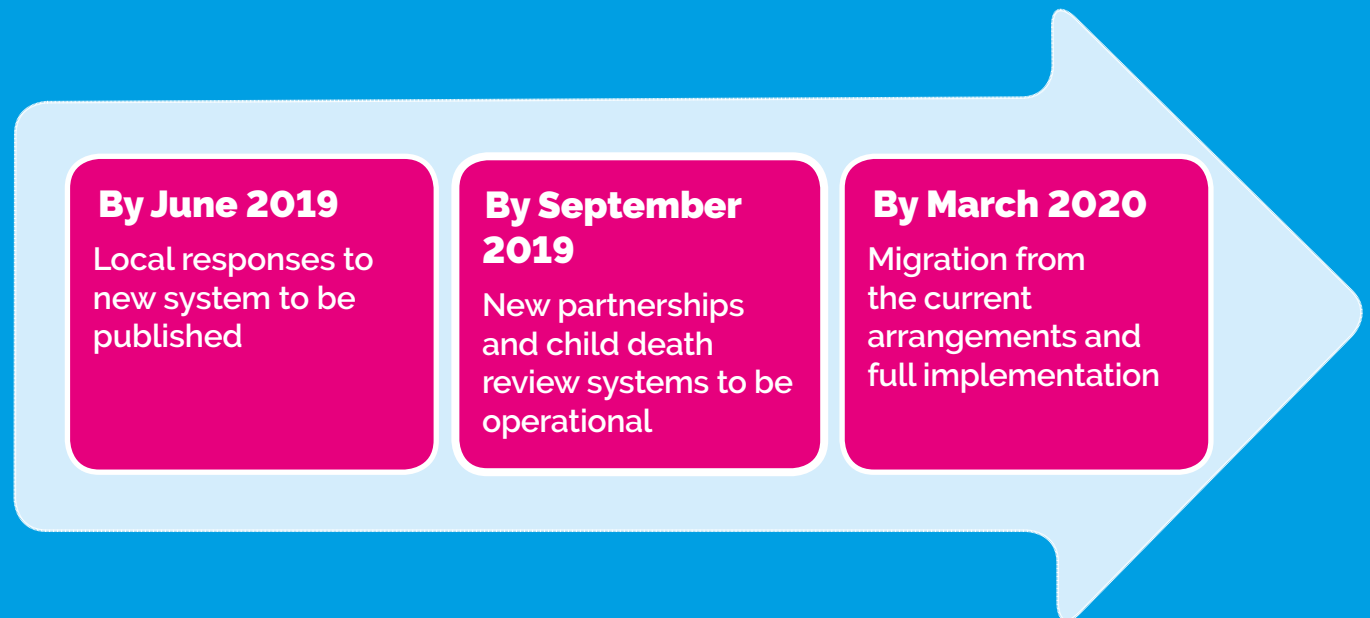 By June 2019
Local responses to
new system to be
published
By September
2019
New partnerships
and child death
review systems to be
operational
By March 2020
Migration from
the current
arrangements and
full implementation